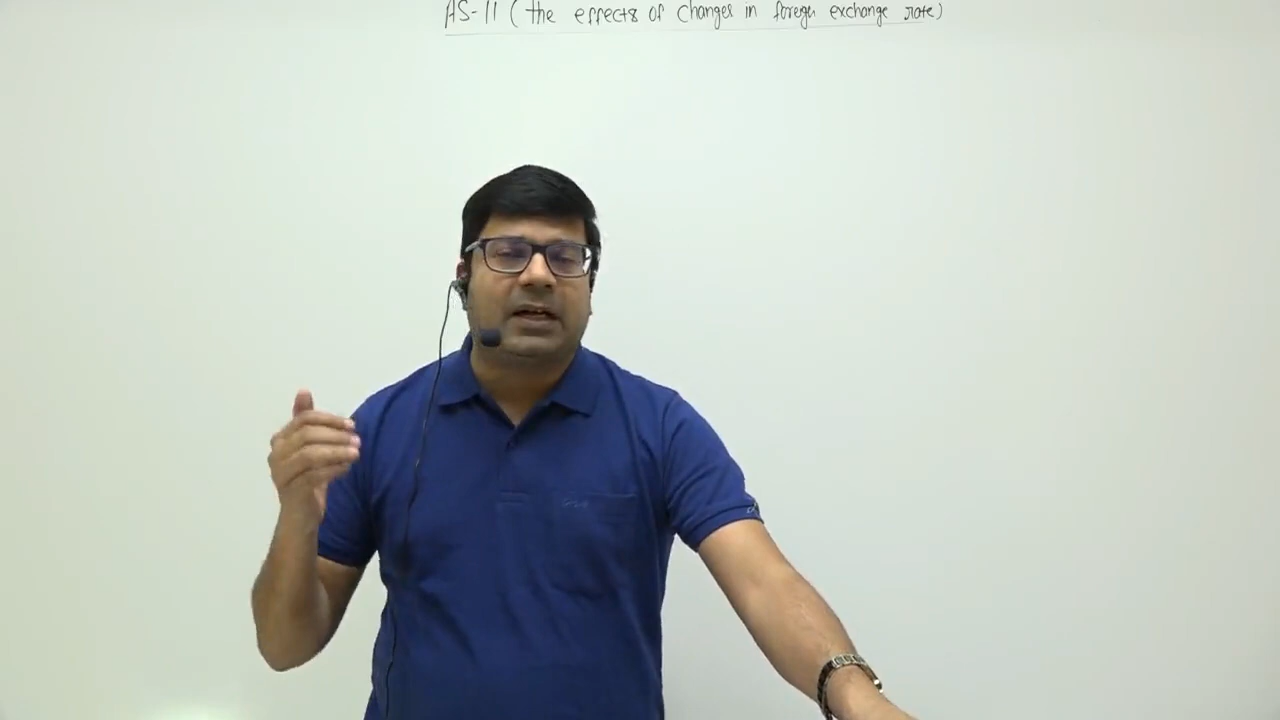 AS-11 (the effects of changes in foreign exchange rate)